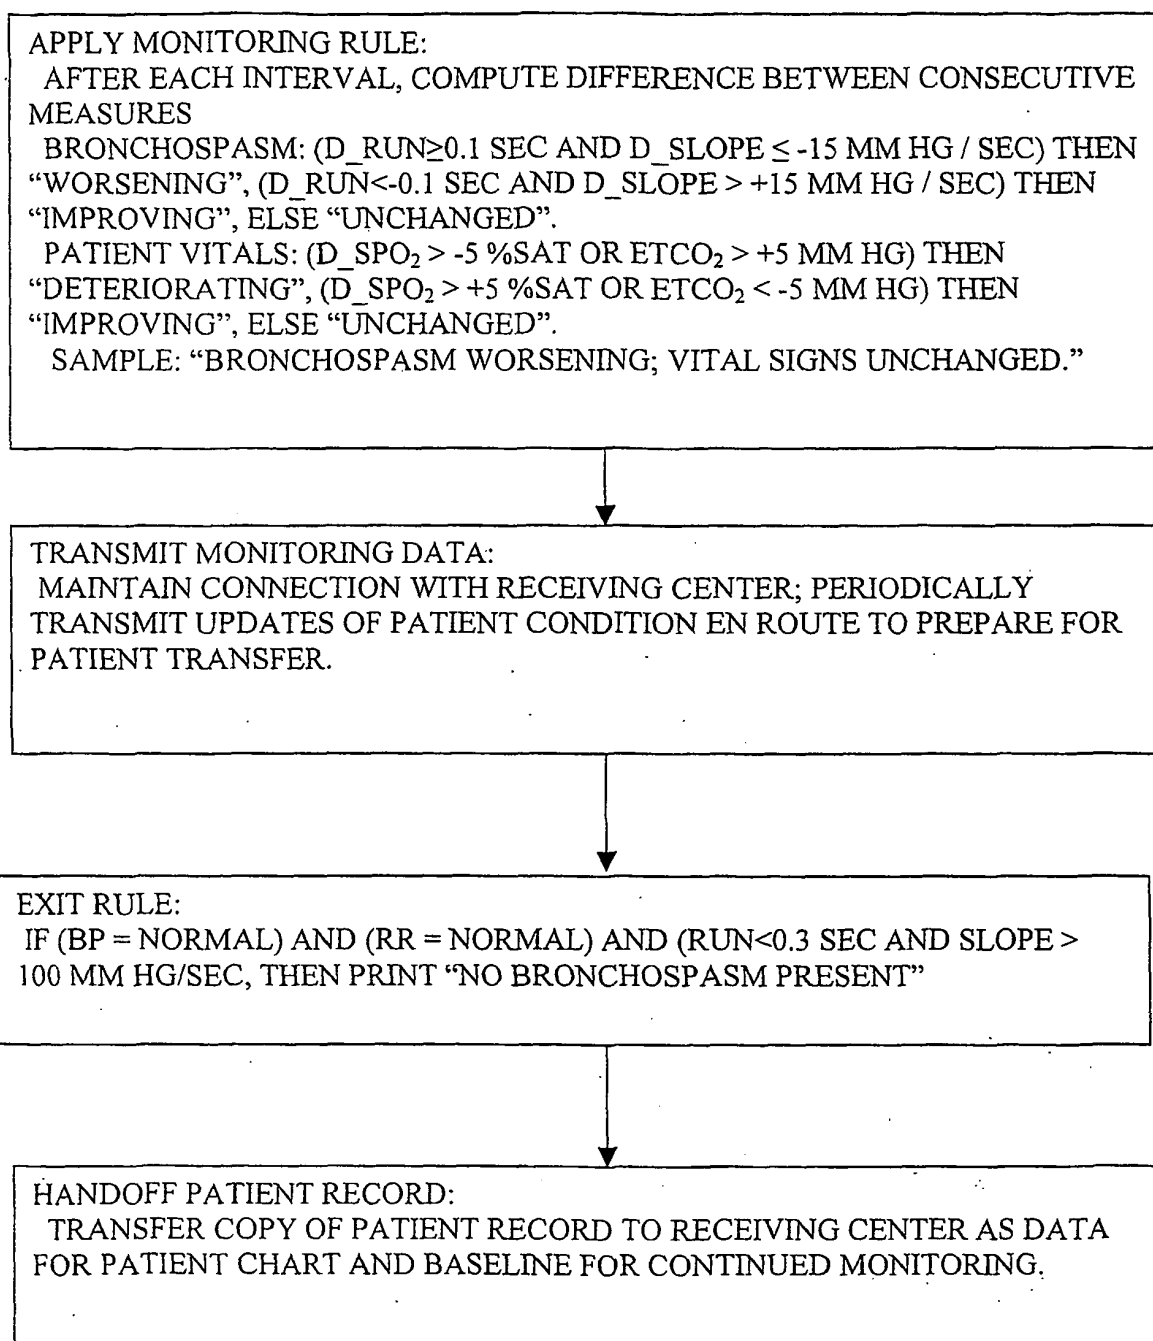 APPLY MONITORING RULE:
AFTER EACH INTERVAL, COMPUTE DIFFERENCE BETWEEN CONSECUTIVE
MEASURES
BRONCHOSPASM: (D_RUN≥0.1 SEC AND D_SLOPE ≤ -15 MM HG / SEC) THEN
“WORSENING”, (D_RUN<-0.1 SEC AND D_SLOPE > +15 MM HG / SEC) THEN
“IMPROVING”, ELSE “UNCHANGED”.
PATIENT VITALS: (D_SPO₂ > -5 %SAT OR ETCO₂ > +5 MM HG) THEN
“DETERIORATING”, (D_SPO₂ > +5 %SAT OR ETCO₂ < -5 MM HG) THEN
“IMPROVING”, ELSE “UNCHANGED”.
SAMPLE: “BRONCHOSPASM WORSENING; VITAL SIGNS UNCHANGED.”
TRANSMIT MONITORING DATA:
MAINTAIN CONNECTION WITH RECEIVING CENTER; PERIODICALLY
TRANSMIT UPDATES OF PATIENT CONDITION EN ROUTE TO PREPARE FOR
PATIENT TRANSFER.
EXIT RULE:
IF (BP = NORMAL) AND (RR = NORMAL) AND (RUN<0.3 SEC AND SLOPE >
100 MM HG/SEC, THEN PRINT “NO BRONCHOSPASM PRESENT”
HANDOFF PATIENT RECORD:
TRANSFER COPY OF PATIENT RECORD TO RECEIVING CENTER AS DATA
FOR PATIENT CHART AND BASELINE FOR CONTINUED MONITORING.